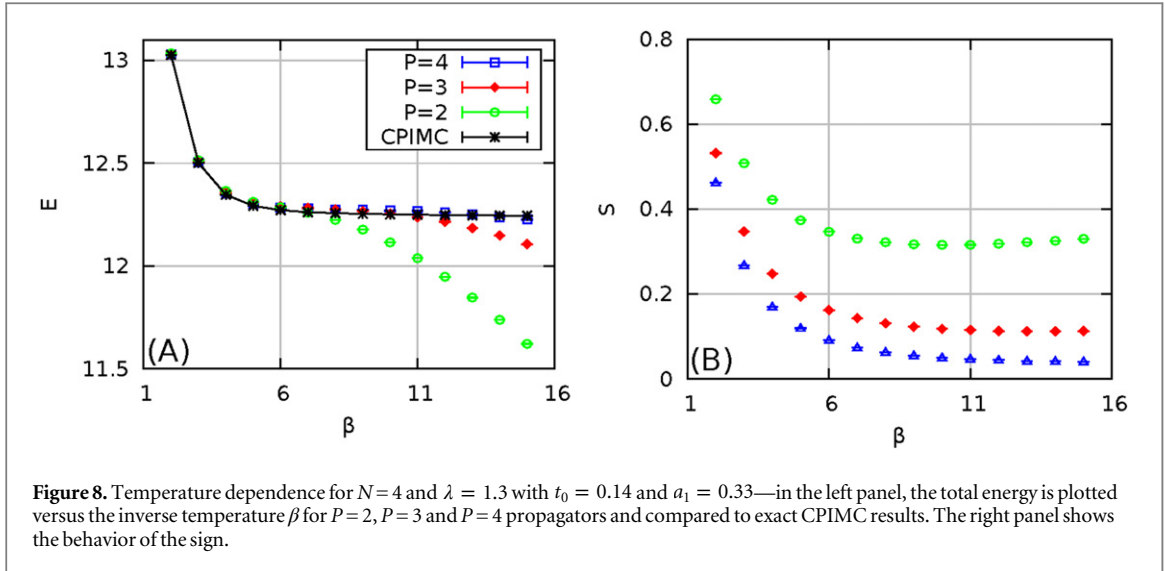 13
12.5
12
11.5
E
1
6
11
16
β
(A)
P=4
P=3
P=2
CPIMC
0.8
0.6
0.4
0.2
0
S
1
6
11
16
β
(B)
Figure 8. Temperature dependence for N = 4 and λ = 1.3 with t₀ = 0.14 and a₁ = 0.33—in the left panel, the total energy is plotted
versus the inverse temperature β for P = 2, P = 3 and P = 4 propagators and compared to exact CPIMC results. The right panel shows
the behavior of the sign.